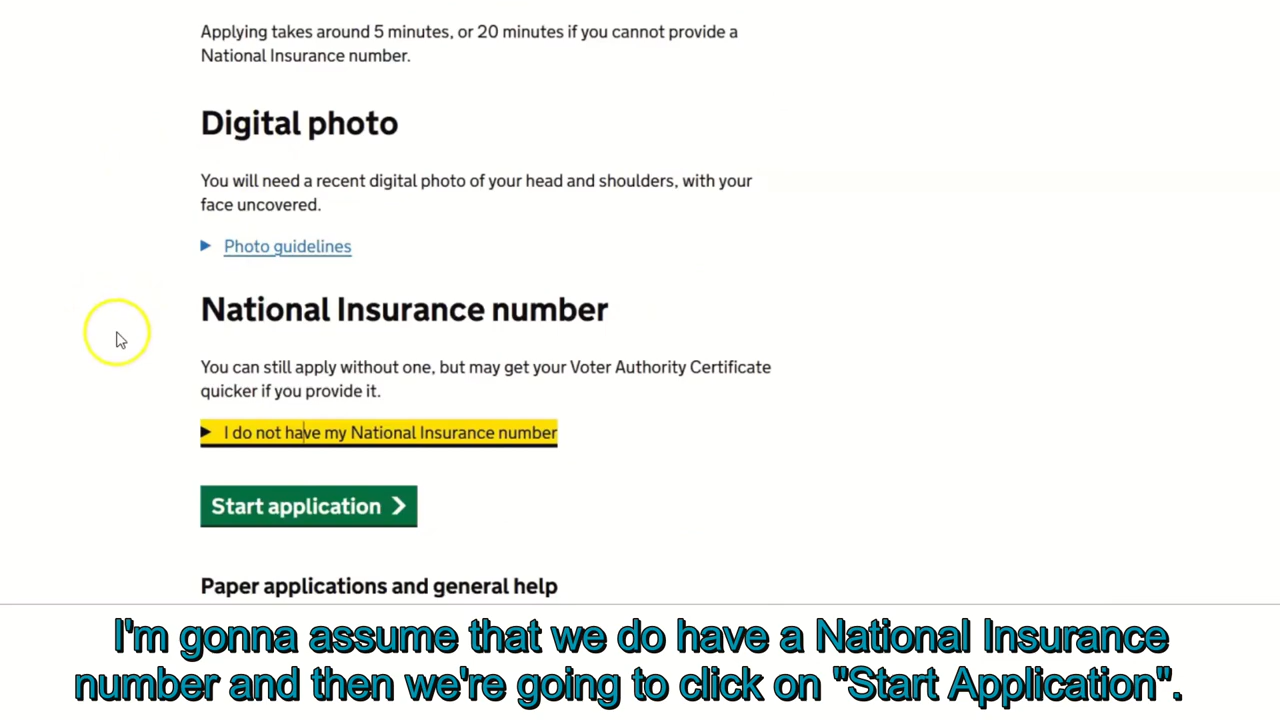 Applying takes around 5 minutes, or 20 minutes if you cannot provide a
National Insurance number.
Digital photo
You will need a recent digital photo of your head and shoulders, with your
face uncovered.
Photo guidelines
National Insurance number
You can still apply without one, but may get your Voter Authority Certificate
quicker if you provide it.
I do not have my National Insurance number
Start application
Paper applications and general help
I'm gonna assume that we do have a National Insurance
number and then we're going to click on "Start Application".